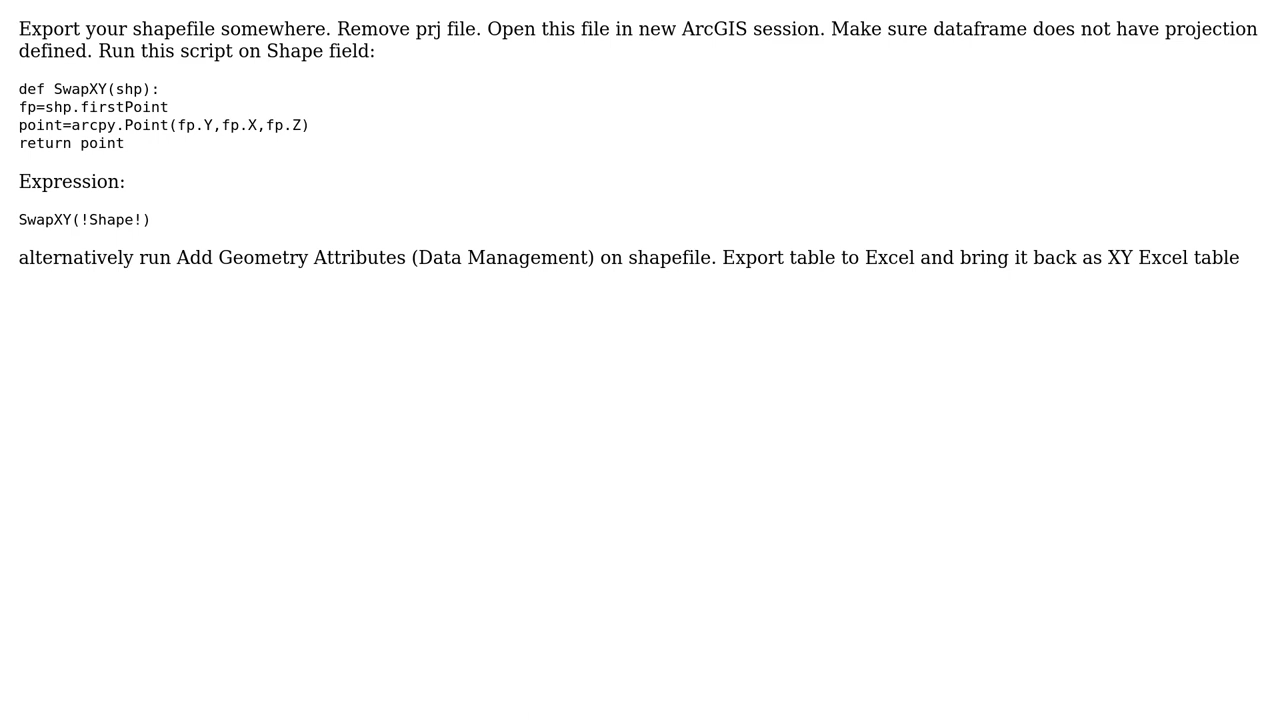 Export your shapefile somewhere. Remove prj file. Open this file in new ArcGIS session. Make sure dataframe does not have projection
defined. Run this script on Shape field:
def SwapXY(shp):
fp=shp.firstPoint
point=arcpy.Point(fp.Y,fp.X,fp.Z)
return point
Expression:
SwapXY(!Shape!)
alternatively run Add Geometry Attributes (Data Management) on shapefile. Export table to Excel and bring it back as XY Excel table